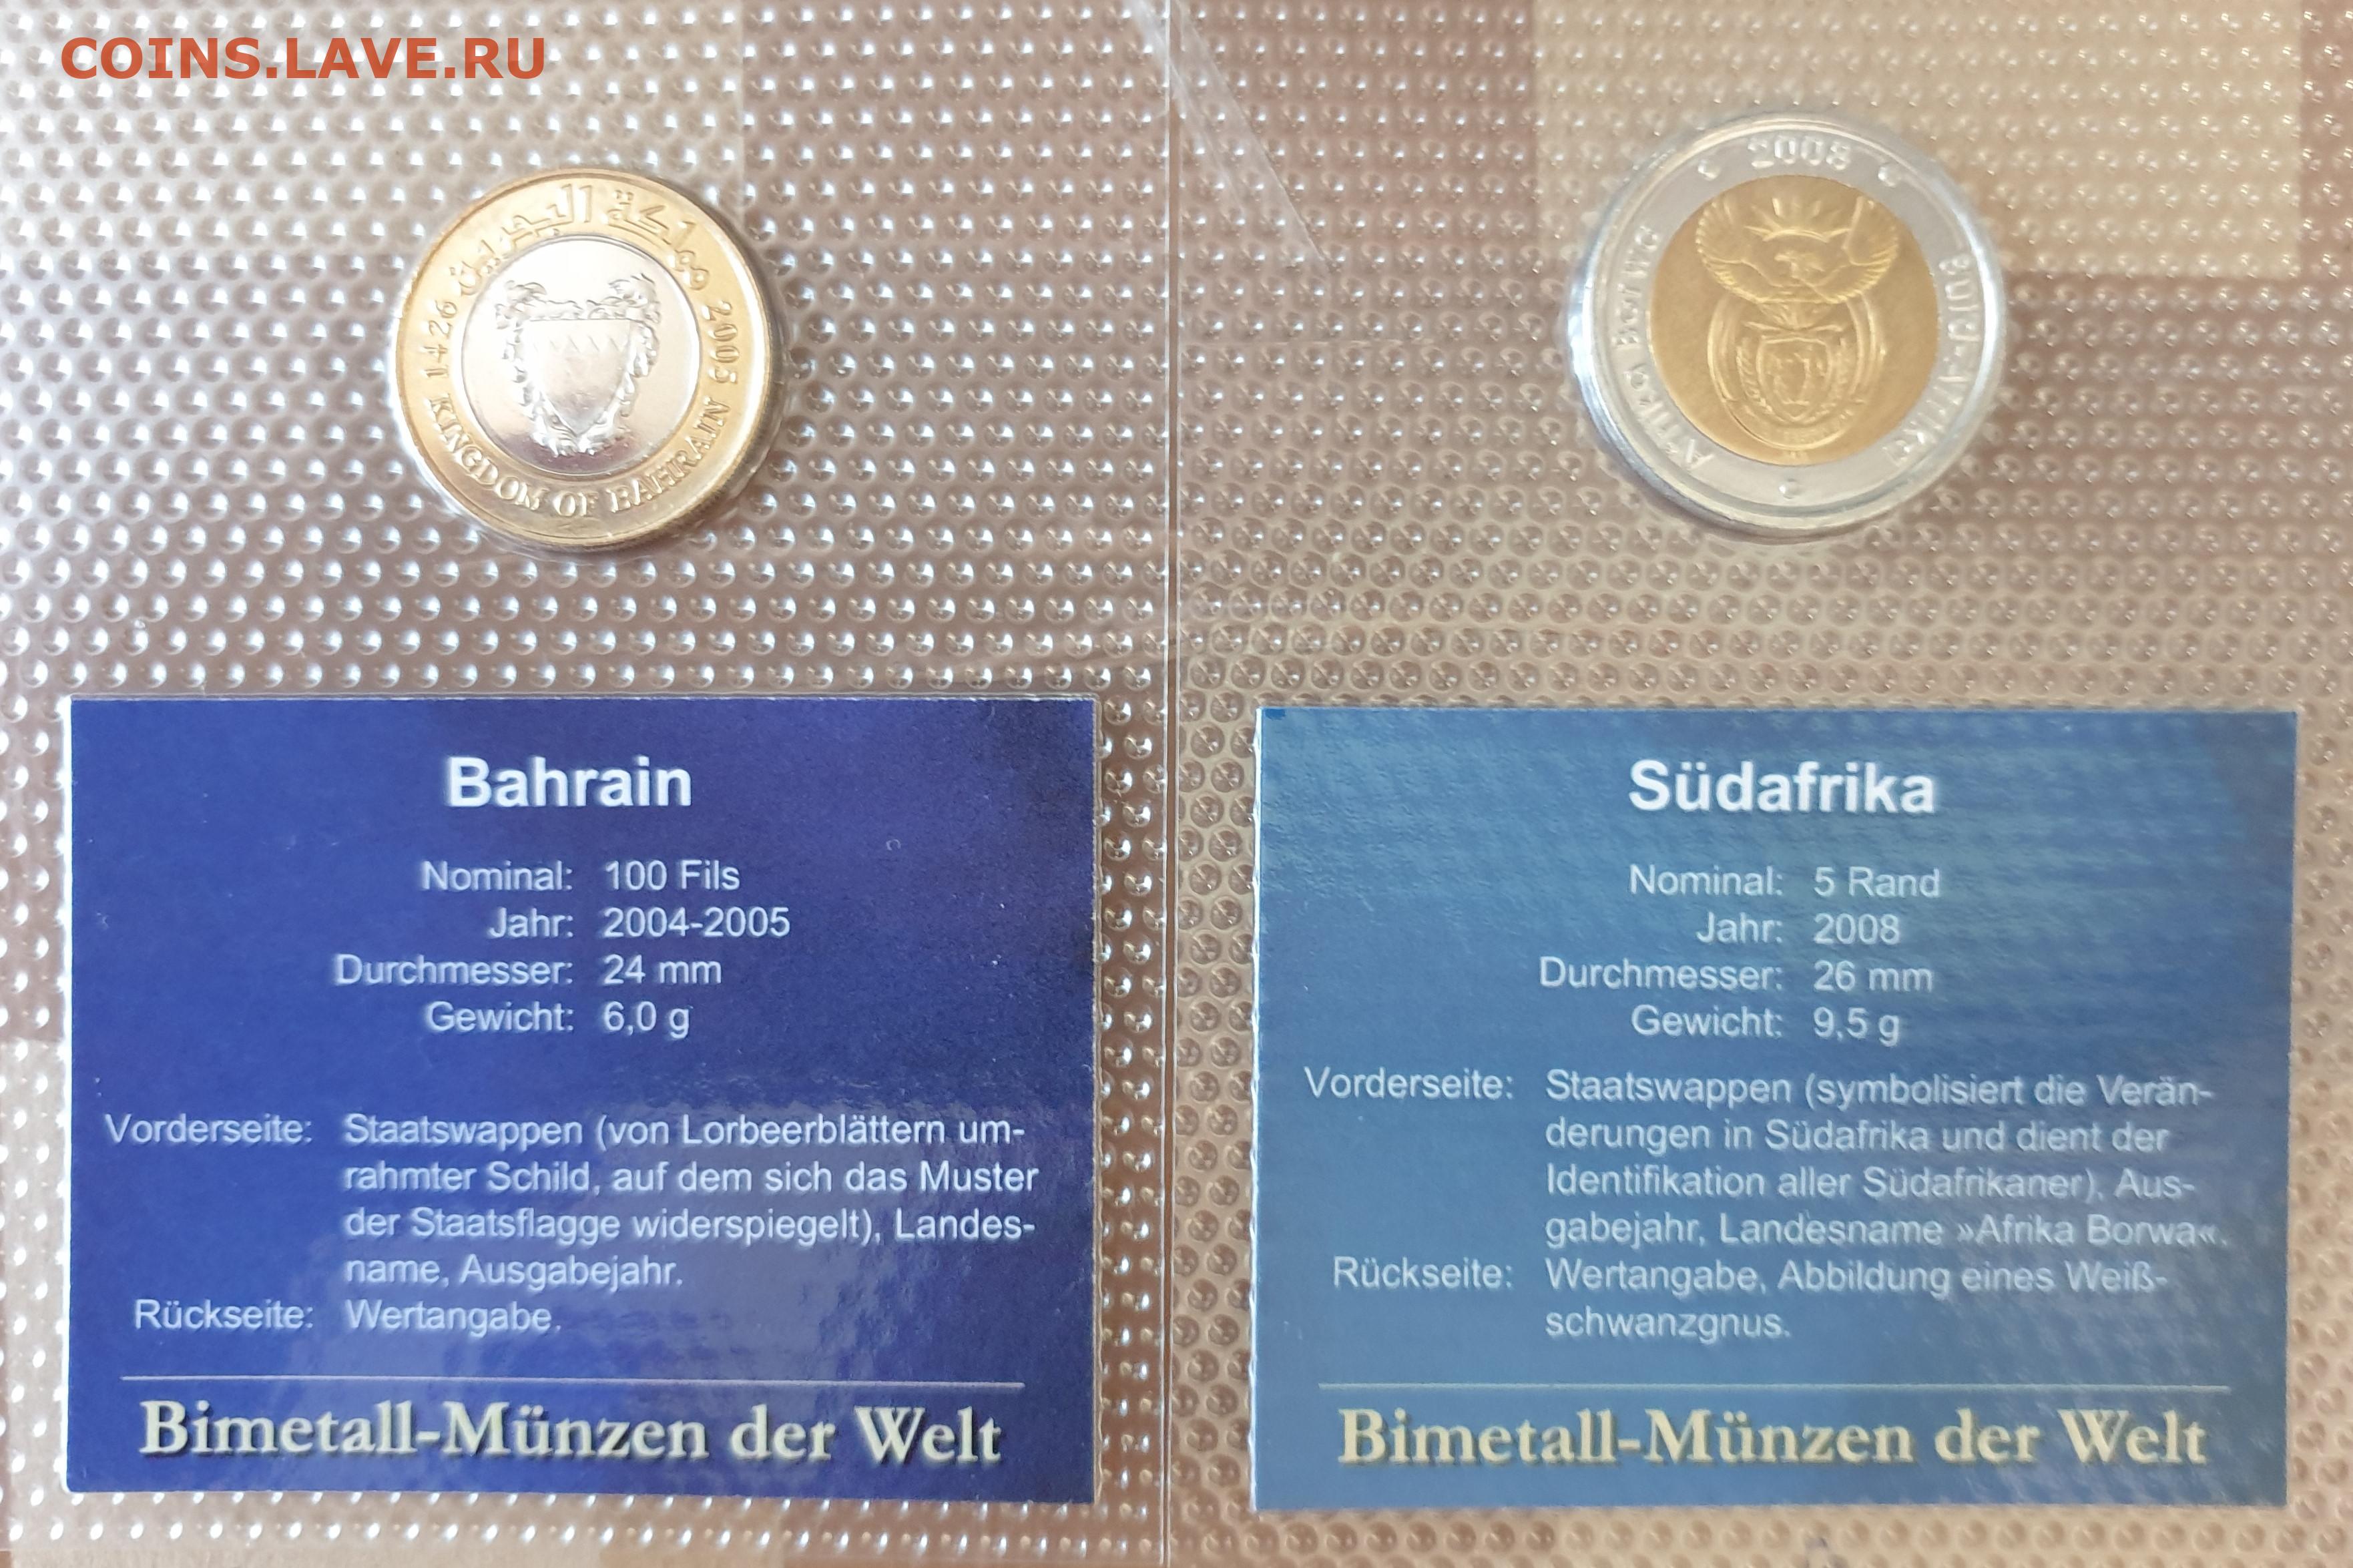 COINS.LAVE.RU
مملكة البحرين
1426
2005
KINGDOM OF BAHRAIN
2008
Bahrain
Nominal: 100 Fils
Jahr: 2004-2005
Durchmesser: 24 mm
Gewicht: 6,0 g
Vorderseite: Staatswappen (von Lorbeerblättern um-
rahmter Schild, auf dem sich das Muster
der Staatsflagge widerspiegelt), Landes-
name, Ausgabejahr.
Rückseite: Wertangabe.
Bimetall-Münzen der Welt
Südafrika
Nominal: 5 Rand
Jahr: 2008
Durchmesser: 26 mm
Gewicht: 9,5 g
Vorderseite: Staatswappen (symbolisiert die Verän-
derungen in Südafrika und dient der
Identifikation aller Südafrikaner), Aus-
gabejahr, Landesname »Afrika Borwa«.
Rückseite: Wertangabe, Abbildung eines Weiß-
schwanzgnus.
Bimetall-Münzen der Welt